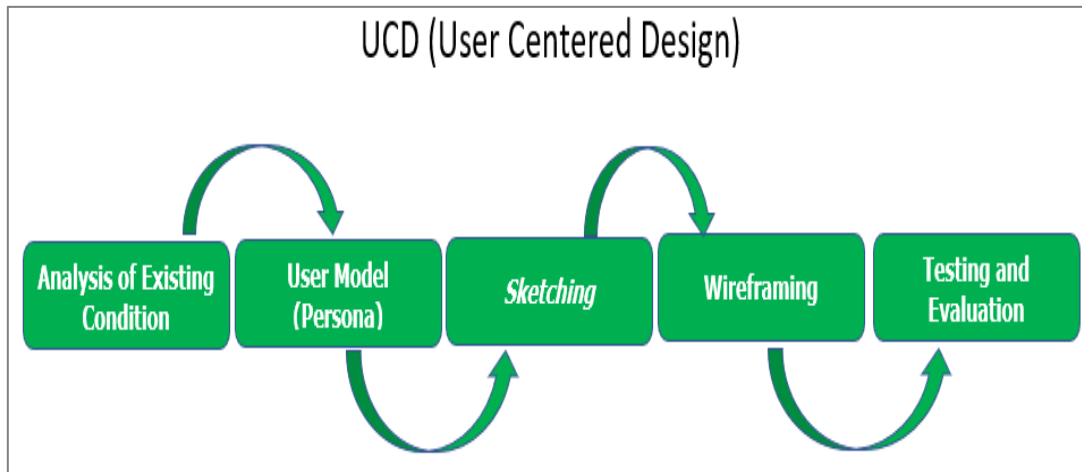 UCD (User Centered Design)
Analysis of Existing
Condition
User Model
(Persona)
Sketching
Wireframing
Testing and
Evaluation